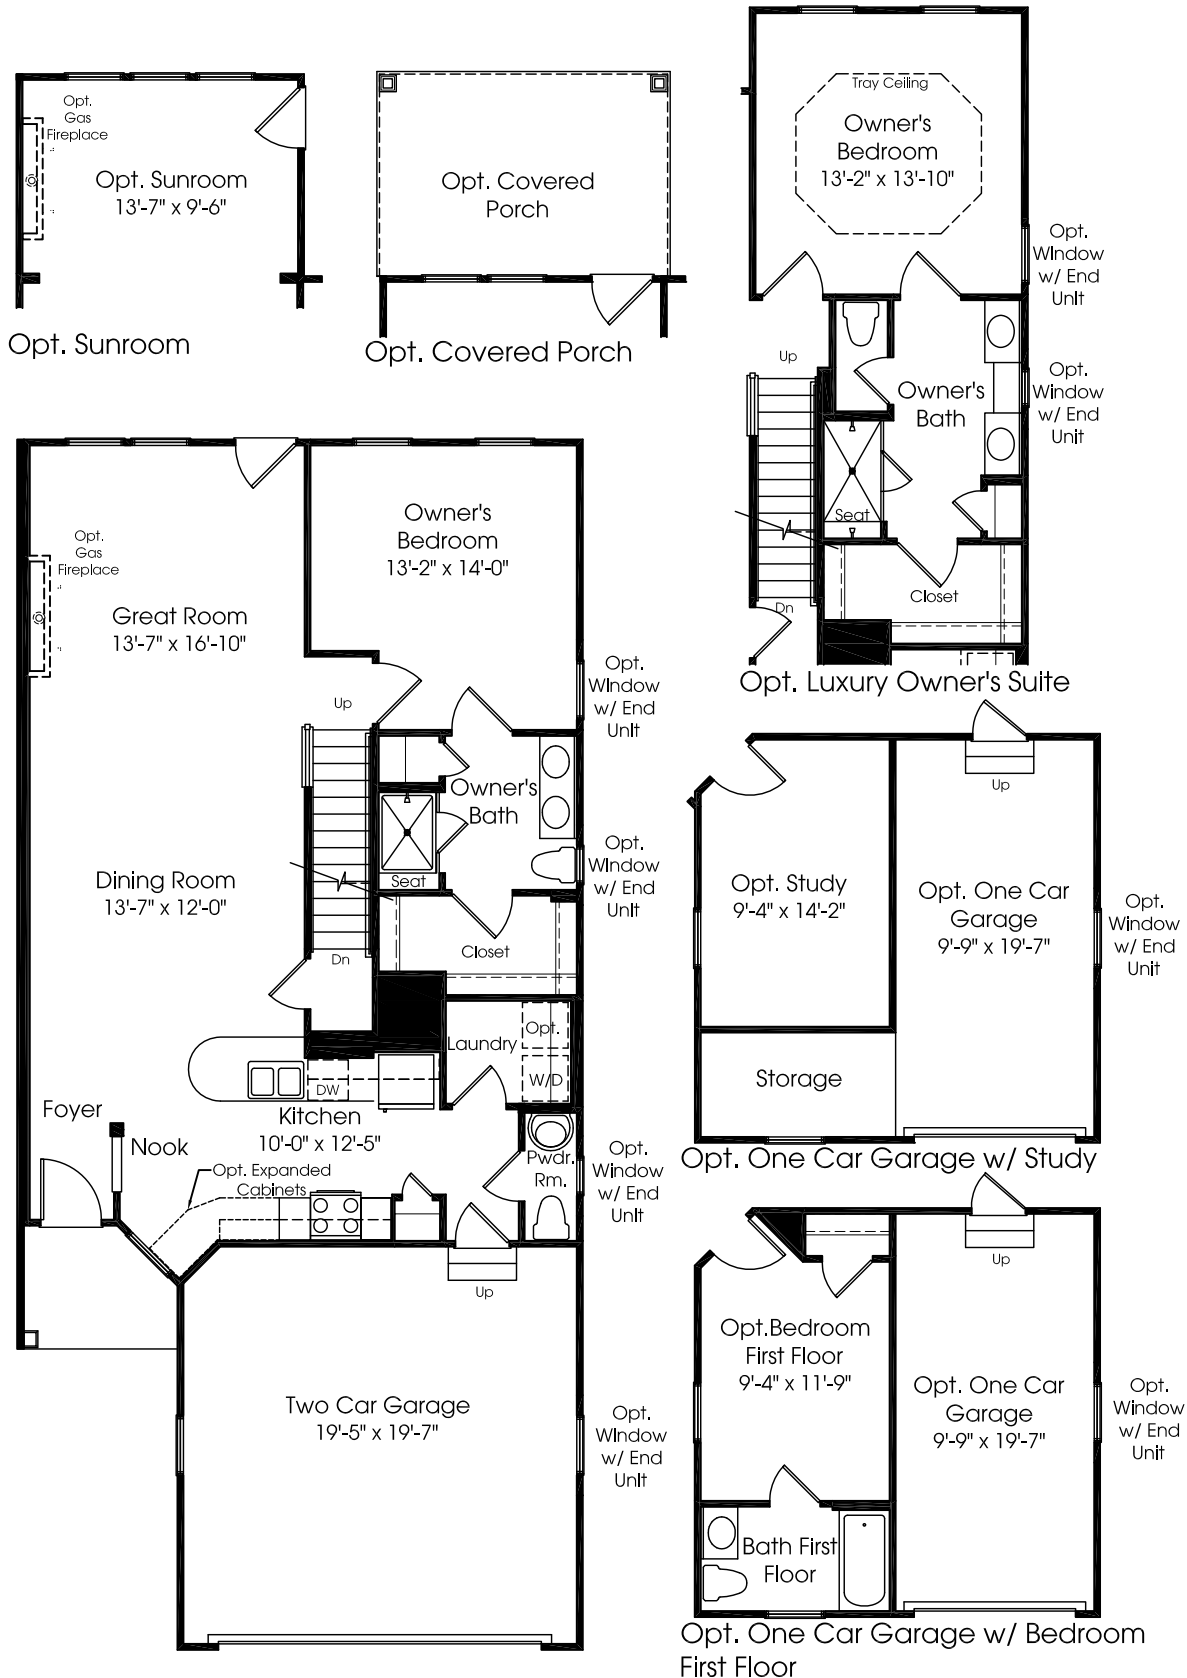 Opt.
Gas
Fireplace
Opt. Sunroom
13'-7" x 9'-6"
Opt. Sunroom
Opt. Covered
Porch
Opt. Covered Porch
Tray Ceiling
Owner's
Bedroom
13'-2" x 13'-10"
Opt.
Window
w/ End
Unit
Up
Owner's
Bath
Opt.
Window
w/ End
Unit
Seat
Closet
Dn
Opt. Luxury Owner's Suite
Owner's
Bedroom
13'-2" x 14'-0"
Opt.
Gas
Fireplace
Great Room
13'-7" x 16'-10"
Up
Opt.
Window
w/ End
Unit
Owner's
Bath
Seat
Opt.
Window
w/ End
Unit
Dining Room
13'-7" x 12'-0"
Closet
Dn
Laundry
Opt.
W/D
DW
Foyer
Kitchen
10'-0" x 12'-5"
Nook
Opt. Expanded
Cabinets
Pwdr.
Rm.
Opt.
Window
w/ End
Unit
Up
Two Car Garage
19'-5" x 19'-7"
Opt.
Window
w/ End
Unit
Up
Opt. Study
9'-4" x 14'-2"
Opt. One Car
Garage
9'-9" x 19'-7"
Opt.
Window
w/ End
Unit
Storage
Opt. One Car Garage w/ Study
Up
Opt.Bedroom
First Floor
9'-4" x 11'-9"
Opt. One Car
Garage
9'-9" x 19'-7"
Opt.
Window
w/ End
Unit
Bath First
Floor
Opt. One Car Garage w/ Bedroom
First Floor